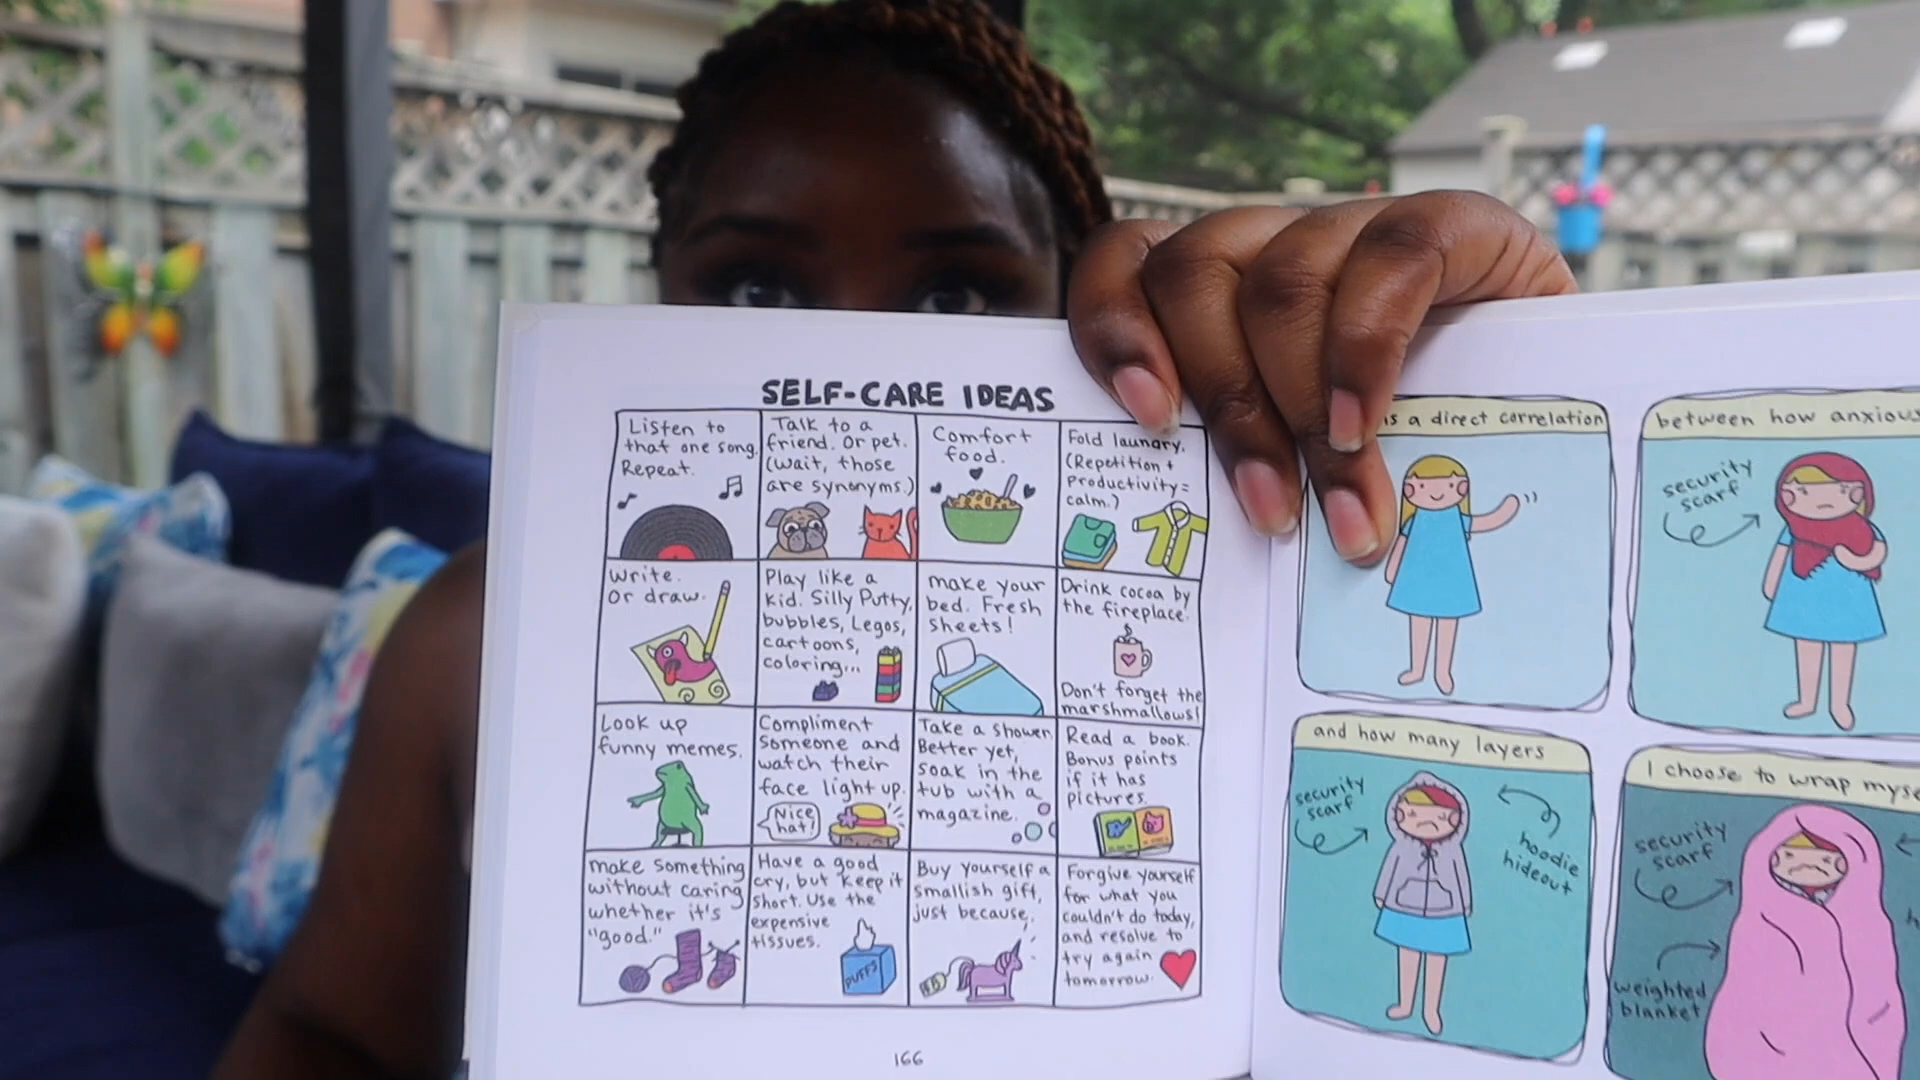 SELF-CARE IDEAS
Listen to
that one song.
Repeat.
Talk to a
friend. Or pet.
(Wait, those
are synonyms.)
Comfort
food.
Fold laundry.
(Repetition +
Productivity =
calm.)
Write.
Or draw.
Play like a
kid. Silly Putty,
bubbles, Legos,
cartoons,
coloring...
make your
bed. Fresh
sheets!
Drink cocoa by
the fireplace.
Don't forget the
marshmallows!
Look up
funny memes.
Compliment
someone and
watch their
face light up.
Nice
hat!
Take a shower.
Better yet,
soak in the
tub with a
magazine.
Read a book.
Bonus points
if it has
pictures.
make something
without caring
whether it's
"good."
Have a good
cry, but keep it
short. Use the
expensive
tissues.
PUFFS
Buy yourself a
smallish gift,
just because.
Forgive yourself
for what you
couldn't do today,
and resolve to
try again
tomorrow.
166
is a direct correlation
between how anxious
security
scarf
and how many layers
security
scarf
hoodie
hideout
I choose to wrap myse
security
scarf
weighted
blanket